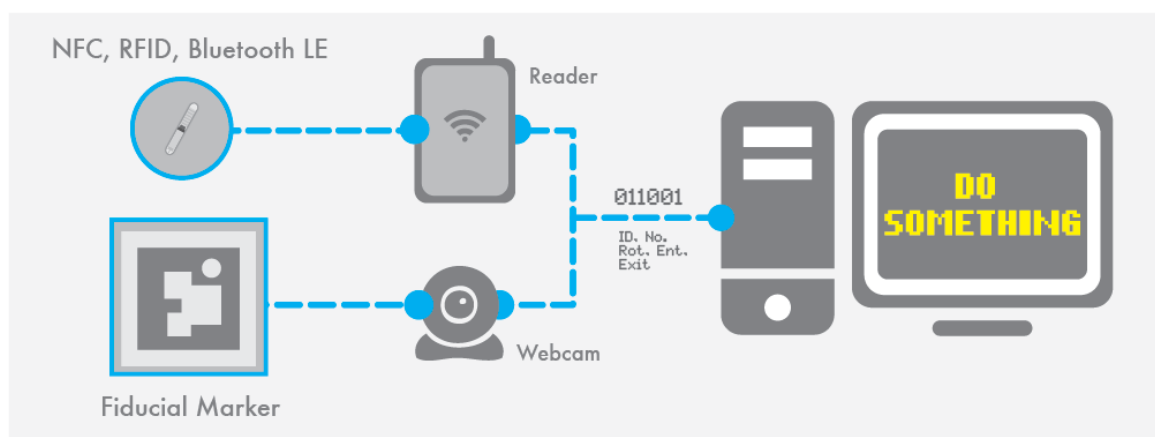 NFC, RFID, Bluetooth LE
Reader
011001
ID. No.
Rot. Ent.
Exit
DO
SOMETHING
Webcam
Fiducial Marker